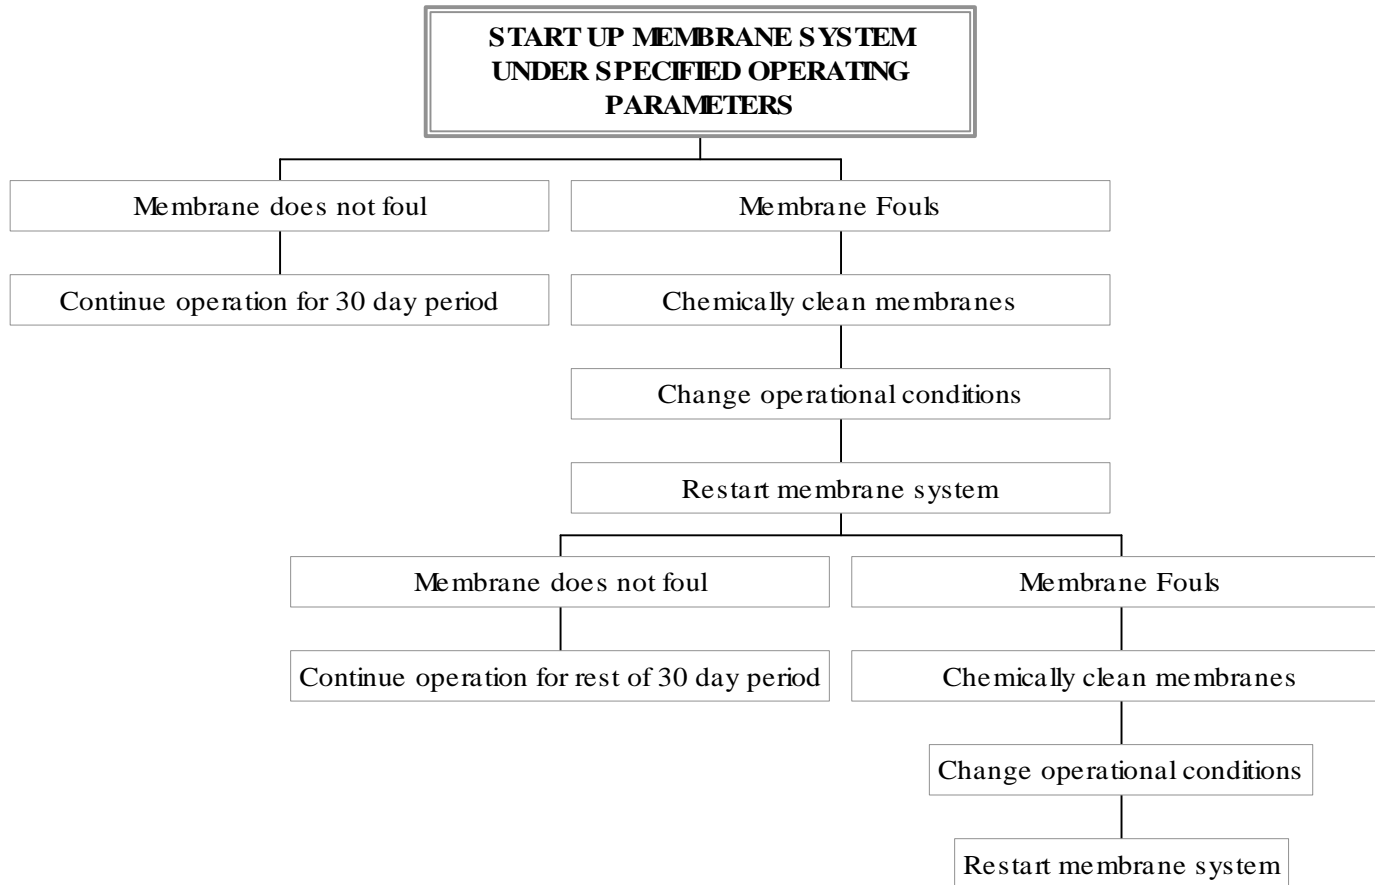 START UP MEMBRANE SYSTEM
UNDER SPECIFIED OPERATING
PARAMETERS
Membrane does not foul
Membrane Fouls
Continue operation for 30 day period
Chemically clean membranes
Change operational conditions
Restart membrane system
Membrane does not foul
Membrane Fouls
Continue operation for rest of 30 day period
Chemically clean membranes
Change operational conditions
Restart membrane system